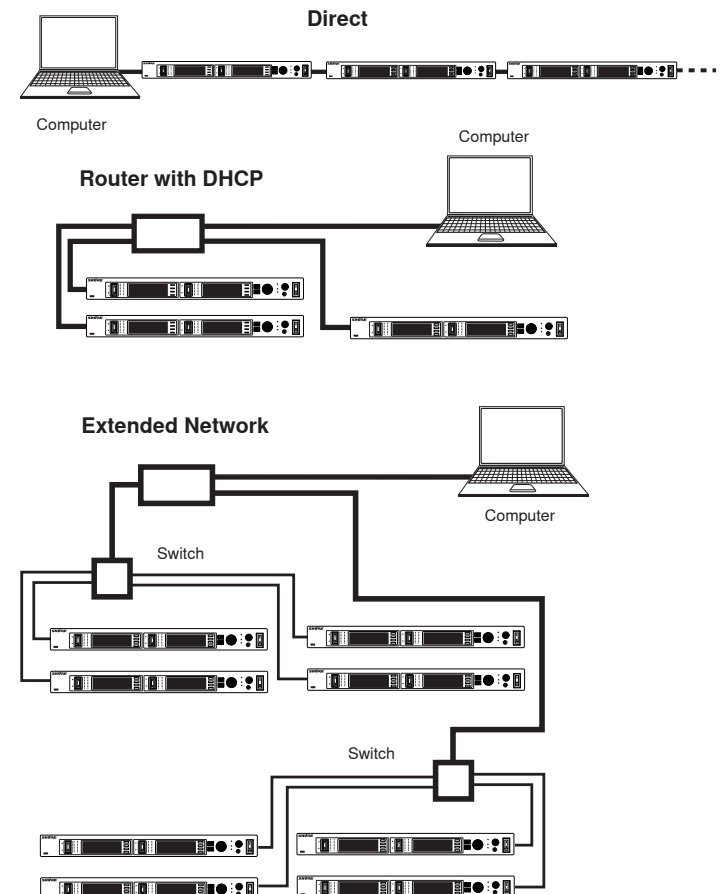 Direct
Computer
Computer
Router with DHCP
Extended Network
Computer
Switch
Switch